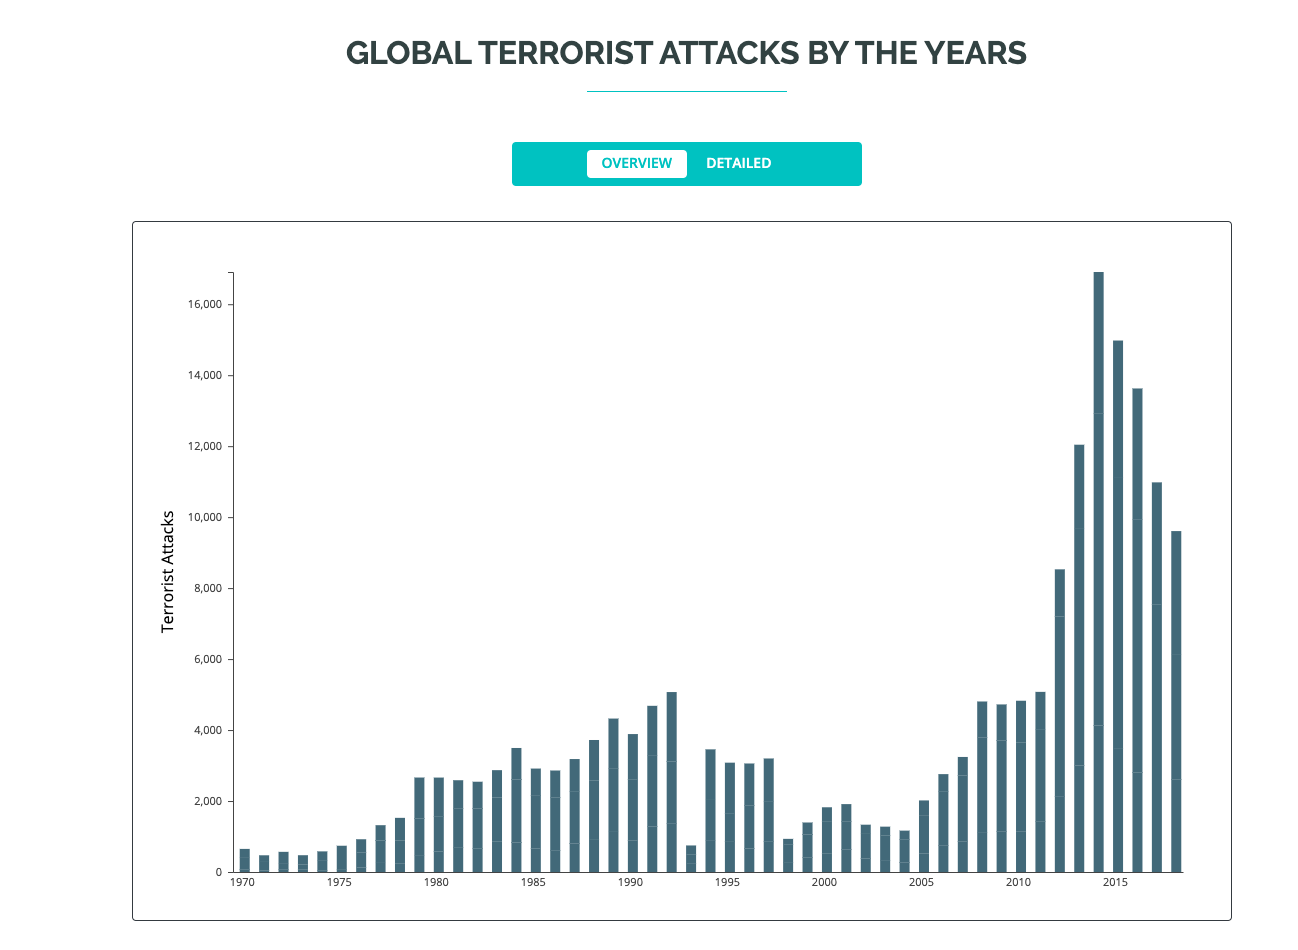 GLOBAL TERRORIST ATTACKS BY THE YEARS
OVERVIEW DETAILED
16,000
14,000
12,000
10,000
8,000
6,000
4,000
2,000
0
Terrorist Attacks
1970 1975 1980 1985 1990 1995 2000 2005 2010 2015